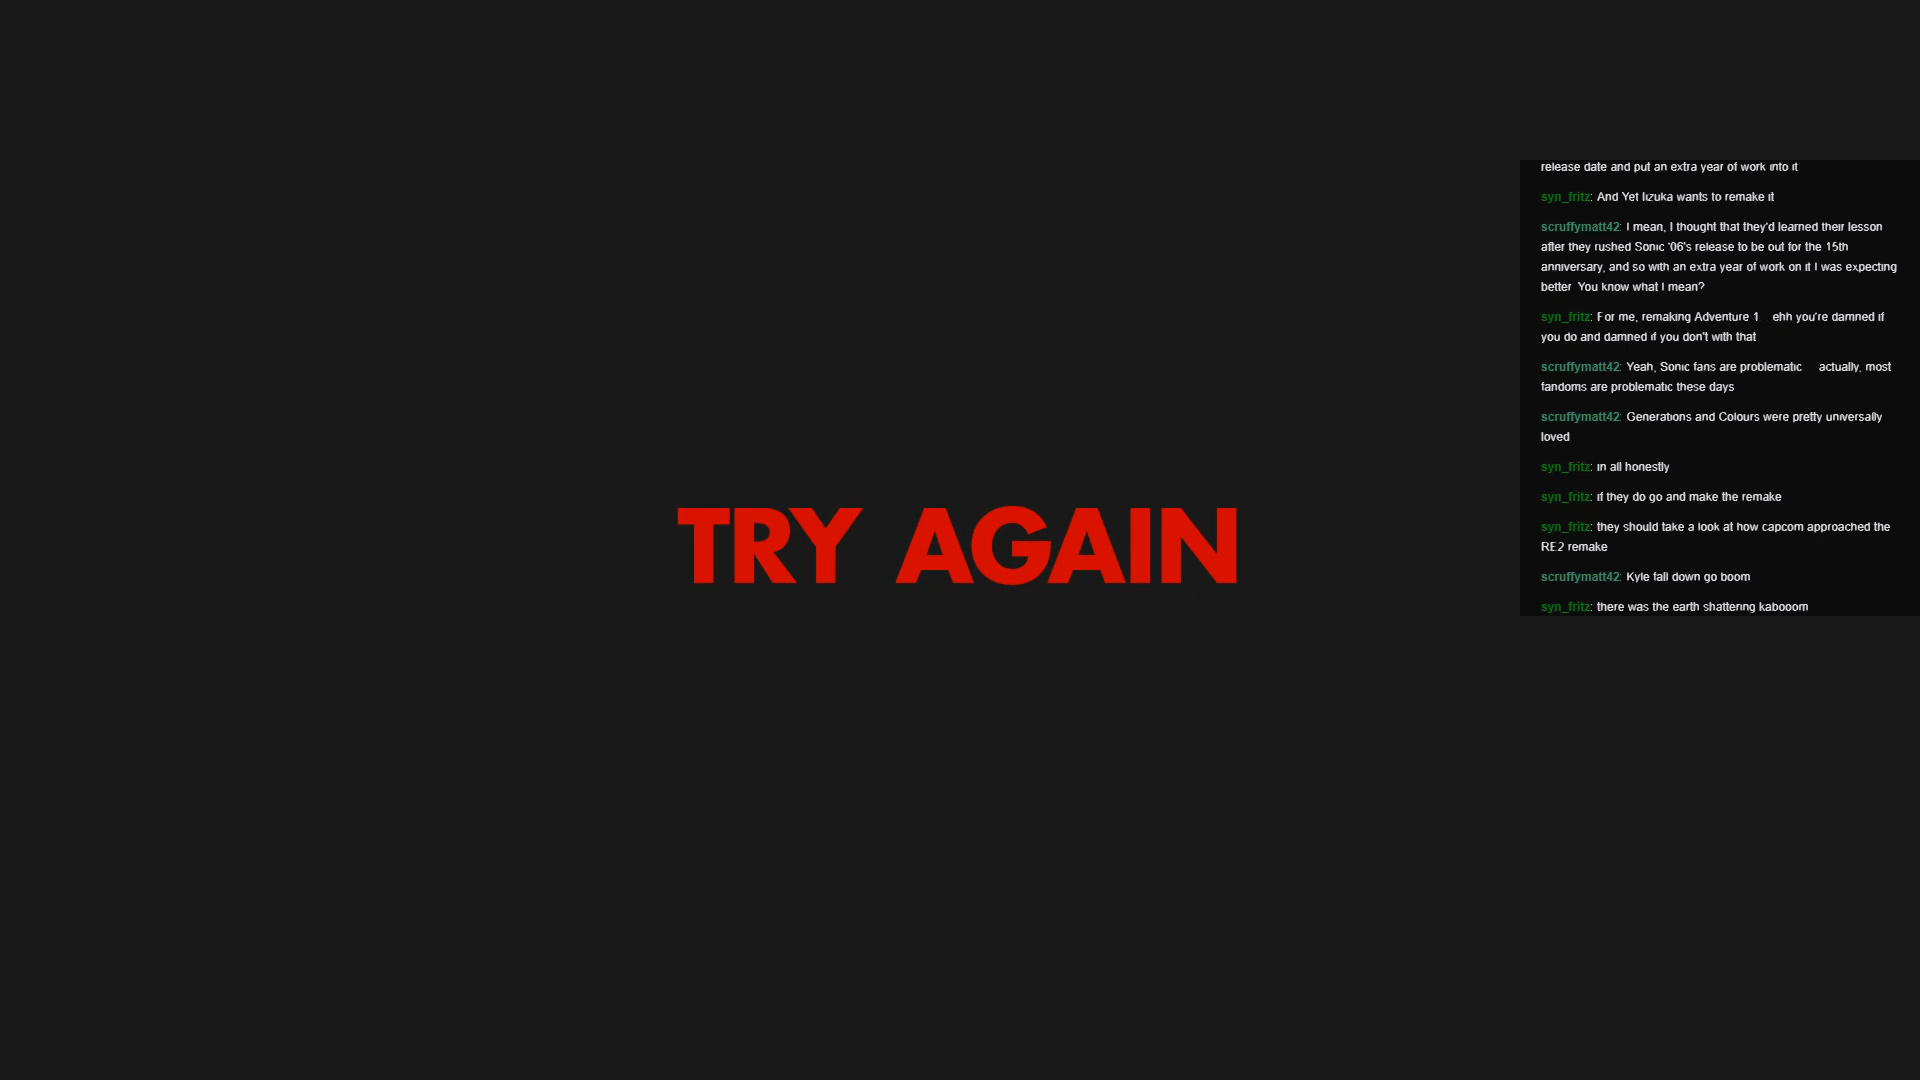 TRY AGAIN
release date and put an extra year of work into it
syn_fritz: And Yet Iizuka wants to remake it
scruffymatt42: I mean, I thought that they'd learned their lesson
after they rushed Sonic '06's release to be out for the 15th
anniversary, and so with an extra year of work on it I was expecting
better. You know what I mean?
syn_fritz: For me, remaking Adventure 1... ehh you're damned if
you do and damned if you don't with that
scruffymatt42: Yeah, Sonic fans are problematic.... actually, most
fandoms are problematic these days
scruffymatt42: Generations and Colours were pretty universally
loved
syn_fritz: in all honestly
syn_fritz: if they do go and make the remake
syn_fritz: they should take a look at how capcom approached the
RE2 remake
scruffymatt42: Kyle fall down go boom
syn_fritz: there was the earth shattering kabooom